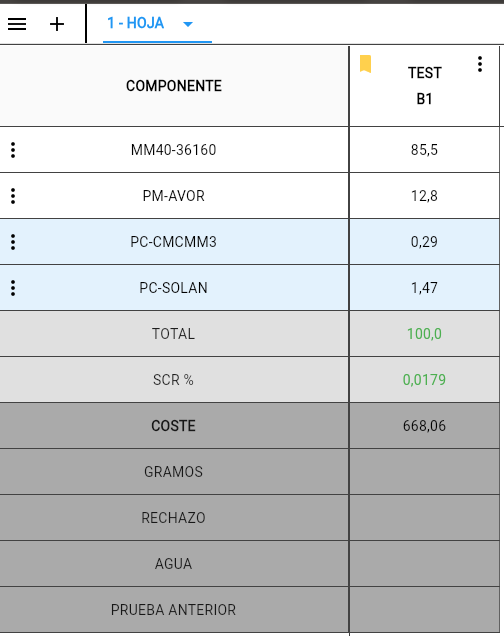 1 - HOJA
COMPONENTE
TEST
B1
MM40-36160 85,5
PM-AVOR 12,8
PC-CMCMM3 0,29
PC-SOLAN 1,47
TOTAL 100,0
SCR % 0,0179
COSTE 668,06
GRAMOS
RECHAZO
AGUA
PRUEBA ANTERIOR